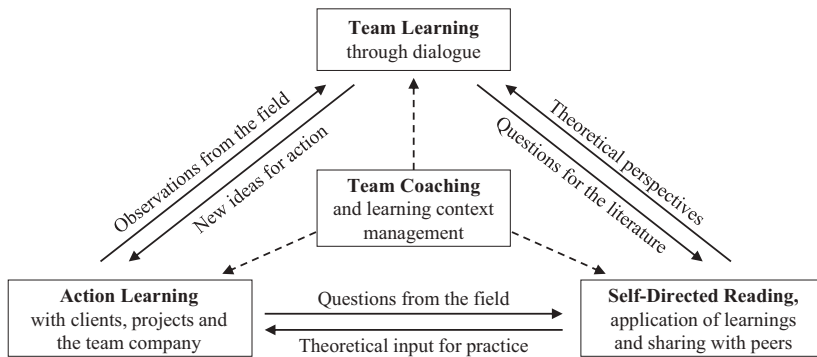 Team Learning
through dialogue
Observations from the field
New ideas for action
Theoretical perspectives
Questions for the literature
Team Coaching
and learning context
management
Action Learning
with clients, projects and
the team company
Questions from the field
Theoretical input for practice
Self-Directed Reading,
application of learnings
and sharing with peers